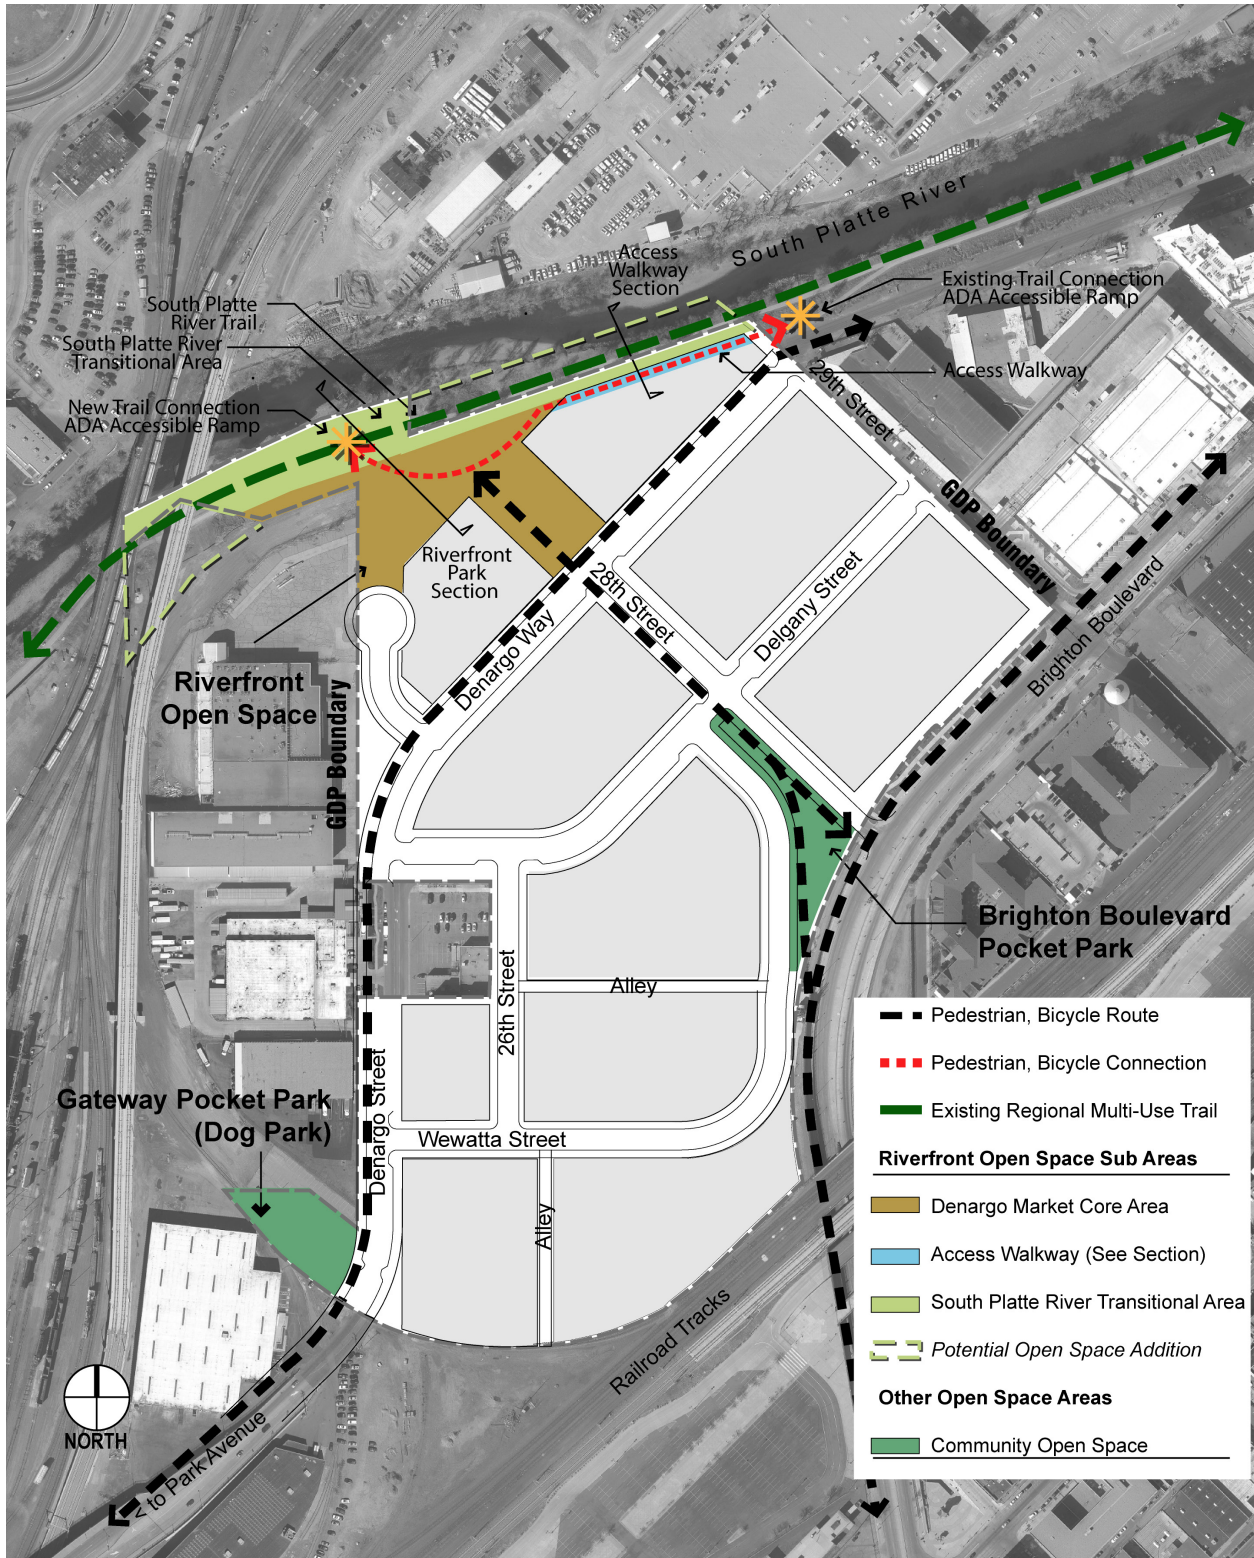 South Platte River
Access
Walkway
Section
Existing Trail Connection
ADA Accessible Ramp
South Platte
River Trail
South Platte River
Transitional Area
New Trail Connection
ADA Accessible Ramp
Access Walkway
29th Street
GDP Boundary
Brighton Boulevard
Riverfront
Park
Section
28th Street
Delgany Street
Denargo Way
Riverfront
Open Space
GDP Boundary
Brighton Boulevard
Pocket Park
Alley
26th Street
Denargo Street
Gateway Pocket Park
(Dog Park)
Wewatta Street
Alley
Railroad Tracks
< to Park Avenue
NORTH
Pedestrian, Bicycle Route
Pedestrian, Bicycle Connection
Existing Regional Multi-Use Trail
Riverfront Open Space Sub Areas
Denargo Market Core Area
Access Walkway (See Section)
South Platte River Transitional Area
Potential Open Space Addition
Other Open Space Areas
Community Open Space